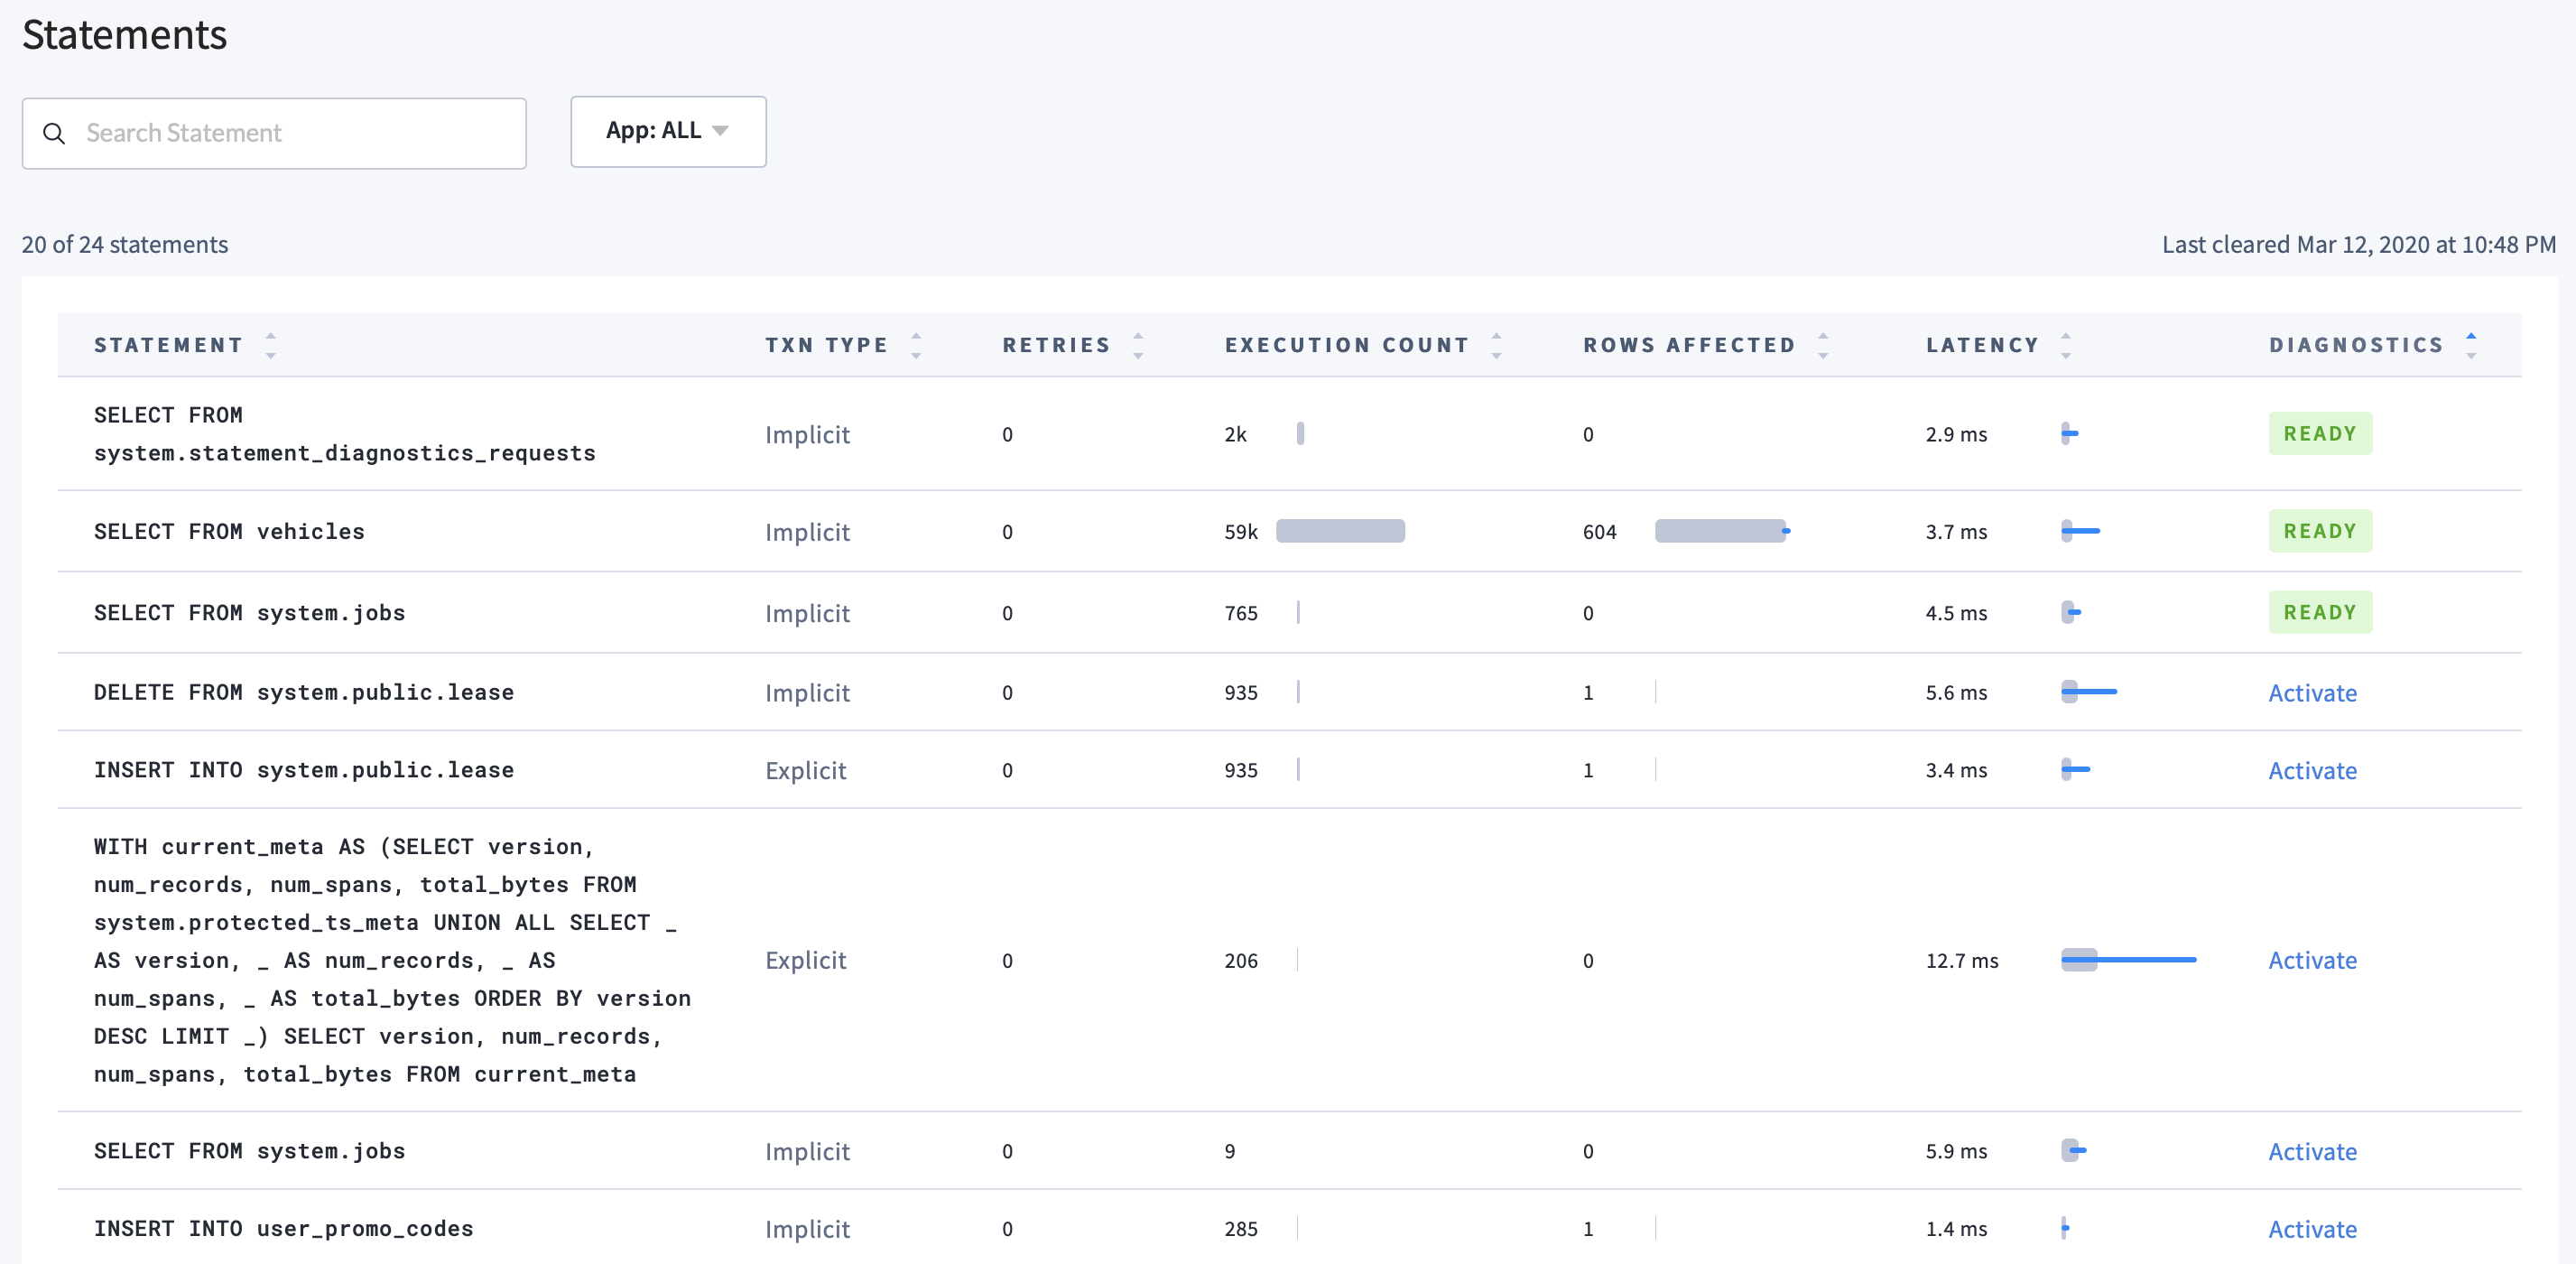 Statements
Search Statement
App: ALL
20 of 24 statements
Last cleared Mar 12, 2020 at 10:48 PM
STATEMENT TXN TYPE RETRIES EXECUTION COUNT ROWS AFFECTED LATENCY DIAGNOSTICS
SELECT FROM
system.statement_diagnostics_requests
Implicit 0 2k 0 2.9 ms READY
SELECT FROM vehicles Implicit 0 59k 604 3.7 ms READY
SELECT FROM system.jobs Implicit 0 765 0 4.5 ms READY
DELETE FROM system.public.lease Implicit 0 935 1 5.6 ms Activate
INSERT INTO system.public.lease Explicit 0 935 1 3.4 ms Activate
WITH current_meta AS (SELECT version,
num_records, num_spans, total_bytes FROM
system.protected_ts_meta UNION ALL SELECT _
AS version, _ AS num_records, _ AS
num_spans, _ AS total_bytes ORDER BY version
DESC LIMIT _) SELECT version, num_records,
num_spans, total_bytes FROM current_meta
Explicit 0 206 0 12.7 ms Activate
SELECT FROM system.jobs Implicit 0 9 0 5.9 ms Activate
INSERT INTO user_promo_codes Implicit 0 285 1 1.4 ms Activate